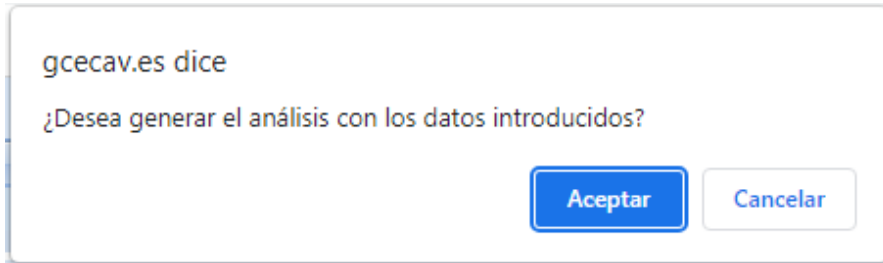 gcecav.es dice
¿Desea generar el análisis con los datos introducidos?
Aceptar Cancelar